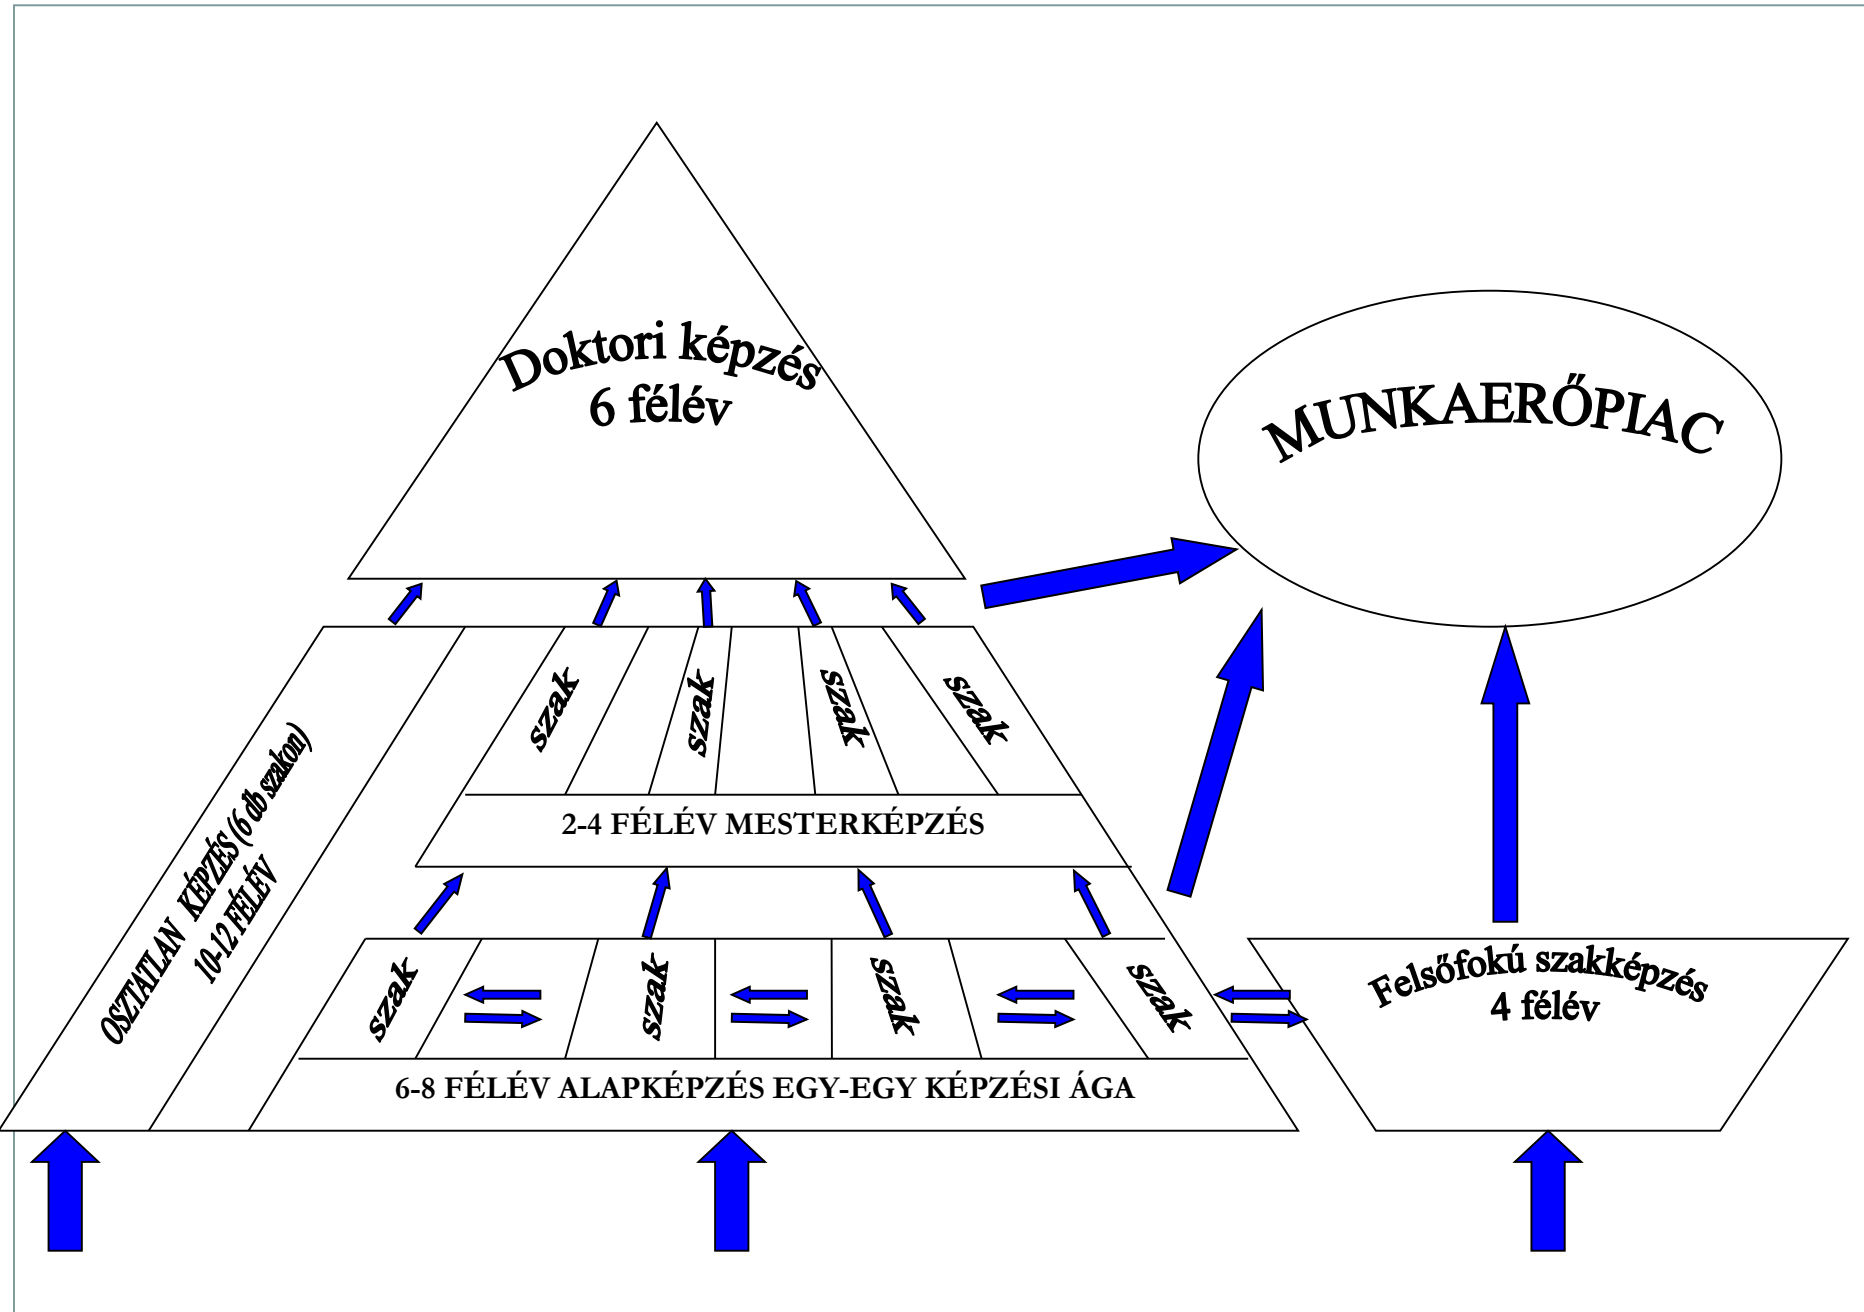 Doktori képzés
6 félév
MUNKAERŐPIAC
szak
szak
szak
szak
OSZTATLAN KÉPZÉS (6 db szakon)
10-12 FÉLÉV
2-4 FÉLÉV MESTERKÉPZÉS
szak
szak
szak
szak
Felsőfokú szakképzés
4 félév
6-8 FÉLÉV ALAPKÉPZÉS EGY-EGY KÉPZÉSI ÁGA